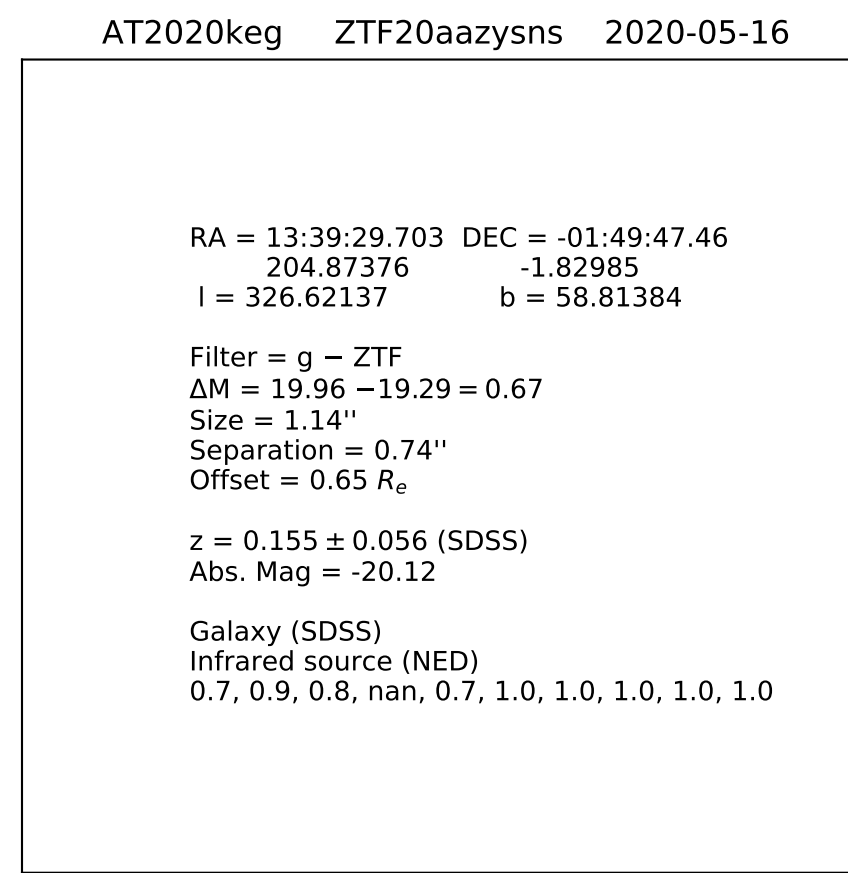 AT2020keg ZTF20aazysns 2020-05-16
RA = 13:39:29.703 DEC = -01:49:47.46
204.87376 -1.82985
l = 326.62137 b = 58.81384
Filter = g − ZTF
ΔM = 19.96 −19.29 = 0.67
Size = 1.14''
Separation = 0.74''
Offset = 0.65 Re
z = 0.155 ± 0.056 (SDSS)
Abs. Mag = -20.12
Galaxy (SDSS)
Infrared source (NED)
0.7, 0.9, 0.8, nan, 0.7, 1.0, 1.0, 1.0, 1.0, 1.0